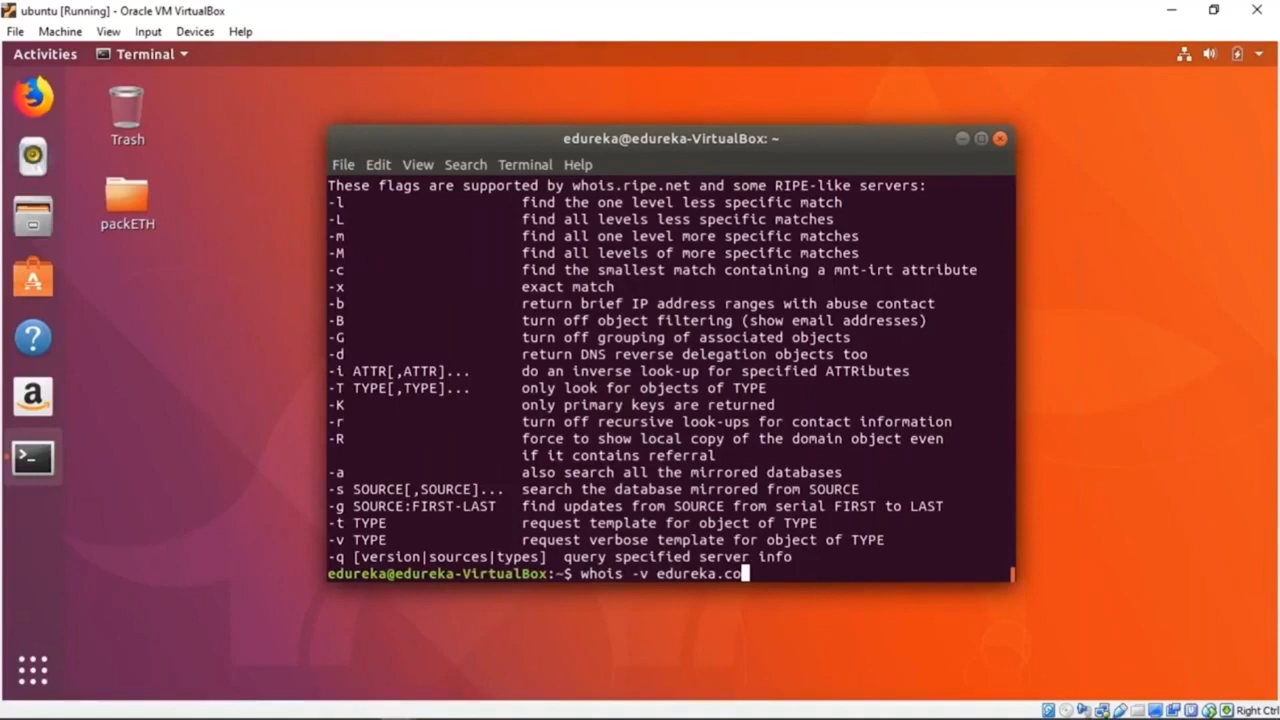 ubuntu [Running] - Oracle VM VirtualBox
File Machine View Input Devices Help
Activities Terminal
Trash
packETH
edureka@edureka-VirtualBox: ~
File Edit View Search Terminal Help
These flags are supported by whois.ripe.net and some RIPE-like servers:
-l find the one level less specific match
-L find all levels less specific matches
-m find all one level more specific matches
-M find all levels of more specific matches
-c find the smallest match containing a mnt-irt attribute
-x exact match
-b return brief IP address ranges with abuse contact
-B turn off object filtering (show email addresses)
-G turn off grouping of associated objects
-d return DNS reverse delegation objects too
-i ATTR[,ATTR]... do an inverse look-up for specified ATTRibutes
-T TYPE[,TYPE]... only look for objects of TYPE
-K only primary keys are returned
-r turn off recursive look-ups for contact information
-R force to show local copy of the domain object even
if it contains referral
-a also search all the mirrored databases
-s SOURCE[,SOURCE]... search the database mirrored from SOURCE
-g SOURCE:FIRST-LAST find updates from SOURCE from serial FIRST to LAST
-t TYPE request template for object of TYPE
-v TYPE request verbose template for object of TYPE
-q [version|sources|types] query specified server info
edureka@edureka-VirtualBox:~$ whois -v edureka.co
Right Ctrl